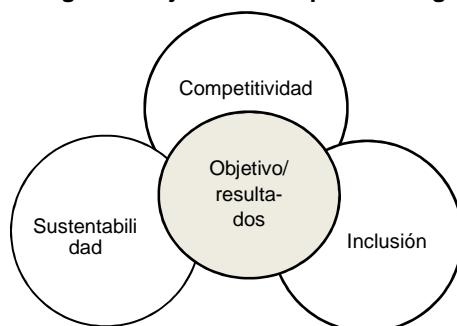 Competitividad
Objetivo/
resulta-
dos
Sustentabili
dad
Inclusión